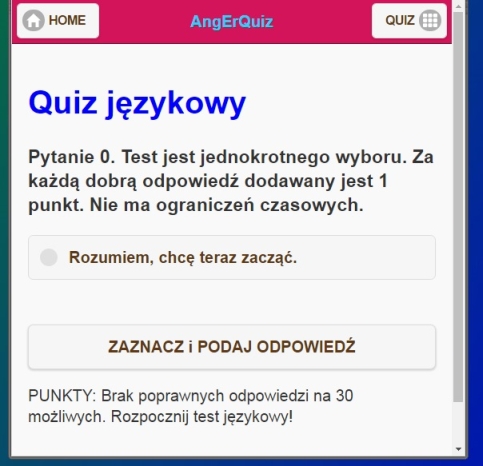 HOME
AngErQuiz
QUIZ
Quiz językowy
Pytanie 0. Test jest jednokrotnego wyboru. Za
każdą dobrą odpowiedź dodawany jest 1
punkt. Nie ma ograniczeń czasowych.
Rozumiem, chcę teraz zacząć.
ZAZNACZ i PODAJ ODPOWIEDŹ
PUNKTY: Brak poprawnych odpowiedzi na 30
możliwych. Rozpocznij test językowy!